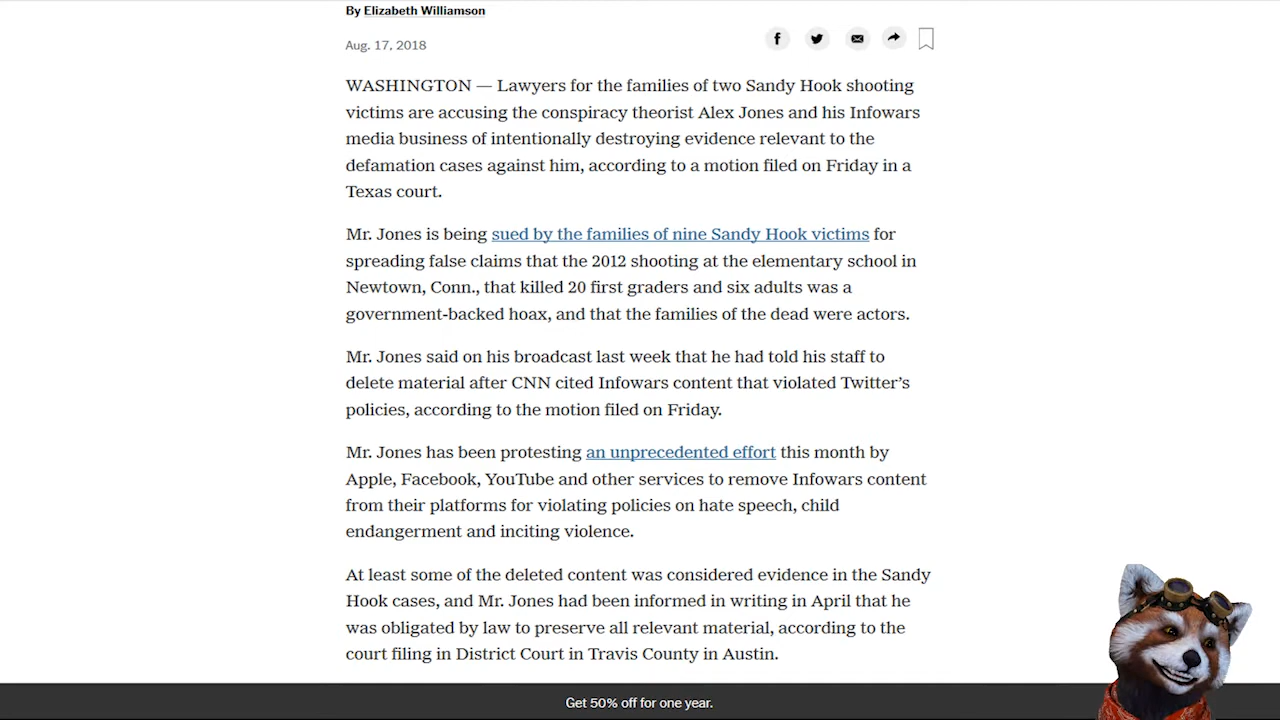 By Elizabeth Williamson
Aug. 17, 2018
WASHINGTON — Lawyers for the families of two Sandy Hook shooting
victims are accusing the conspiracy theorist Alex Jones and his Infowars
media business of intentionally destroying evidence relevant to the
defamation cases against him, according to a motion filed on Friday in a
Texas court.
Mr. Jones is being sued by the families of nine Sandy Hook victims for
spreading false claims that the 2012 shooting at the elementary school in
Newtown, Conn., that killed 20 first graders and six adults was a
government-backed hoax, and that the families of the dead were actors.
Mr. Jones said on his broadcast last week that he had told his staff to
delete material after CNN cited Infowars content that violated Twitter’s
policies, according to the motion filed on Friday.
Mr. Jones has been protesting an unprecedented effort this month by
Apple, Facebook, YouTube and other services to remove Infowars content
from their platforms for violating policies on hate speech, child
endangerment and inciting violence.
At least some of the deleted content was considered evidence in the Sandy
Hook cases, and Mr. Jones had been informed in writing in April that he
was obligated by law to preserve all relevant material, according to the
court filing in District Court in Travis County in Austin.
Get 50% off for one year.